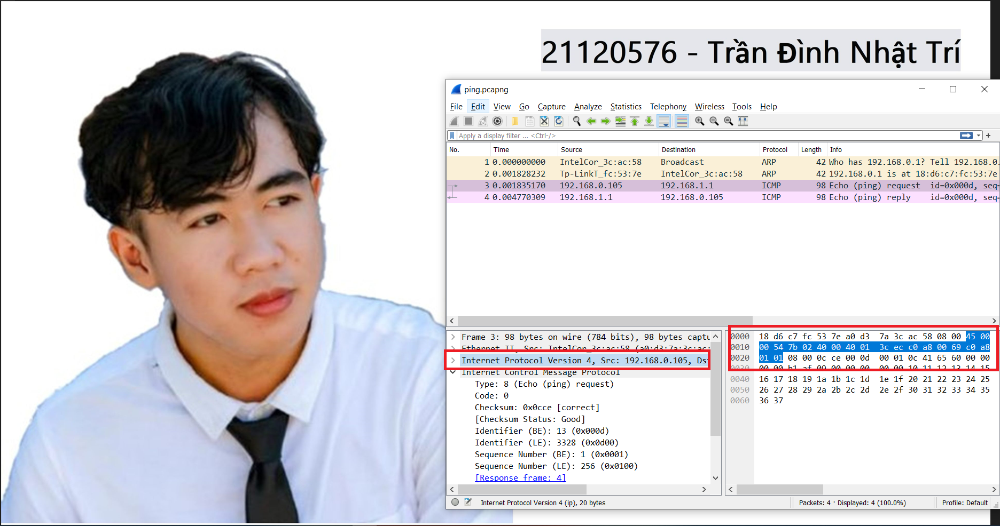 21120576 - Trần Đình Nhật Trí
ping.pcapng
File Edit View Go Capture Analyze Statistics Telephony Wireless Tools Help
Apply a display filter ... <Ctrl-/>
No. Time Source Destination Protocol Length Info
1 0.000000000 IntelCor_3c:ac:58 Broadcast ARP 42 Who has 192.168.0.1? Tell 192.168.0.
2 0.001828232 Tp-LinkT_fc:53:7e IntelCor_3c:ac:58 ARP 42 192.168.0.1 is at 18:d6:c7:fc:53:7e
3 0.001835170 192.168.0.105 192.168.1.1 ICMP 98 Echo (ping) request id=0x000d, seq=
4 0.004770309 192.168.1.1 192.168.0.105 ICMP 98 Echo (ping) reply id=0x000d, seq=
Frame 3: 98 bytes on wire (784 bits), 98 bytes captu
Ethernet II, Src: IntelCor_3c:ac:58 (a0:d3:7a:3c:ac:
Internet Protocol Version 4, Src: 192.168.0.105, Ds
Internet Control Message Protocol
Type: 8 (Echo (ping) request)
Code: 0
Checksum: 0x0cce [correct]
[Checksum Status: Good]
Identifier (BE): 13 (0x000d)
Identifier (LE): 3328 (0x0d00)
Sequence Number (BE): 1 (0x0001)
Sequence Number (LE): 256 (0x0100)
[Response frame: 4]
0000 18 d6 c7 fc 53 7e a0 d3 7a 3c ac 58 08 00 45 00
0010 00 54 7b 02 40 00 40 01 3c ec c0 a8 00 69 c0 a8
0020 01 01 08 00 0c ce 00 0d 00 01 0c 41 65 60 00 00
0030 00 00 b1 af 09 00 00 00 00 00 10 11 12 13 14 15
0040 16 17 18 19 1a 1b 1c 1d 1e 1f 20 21 22 23 24 25
0050 26 27 28 29 2a 2b 2c 2d 2e 2f 30 31 32 33 34 35
0060 36 37
Internet Protocol Version 4 (ip), 20 bytes
Packets: 4 · Displayed: 4 (100.0%)
Profile: Default